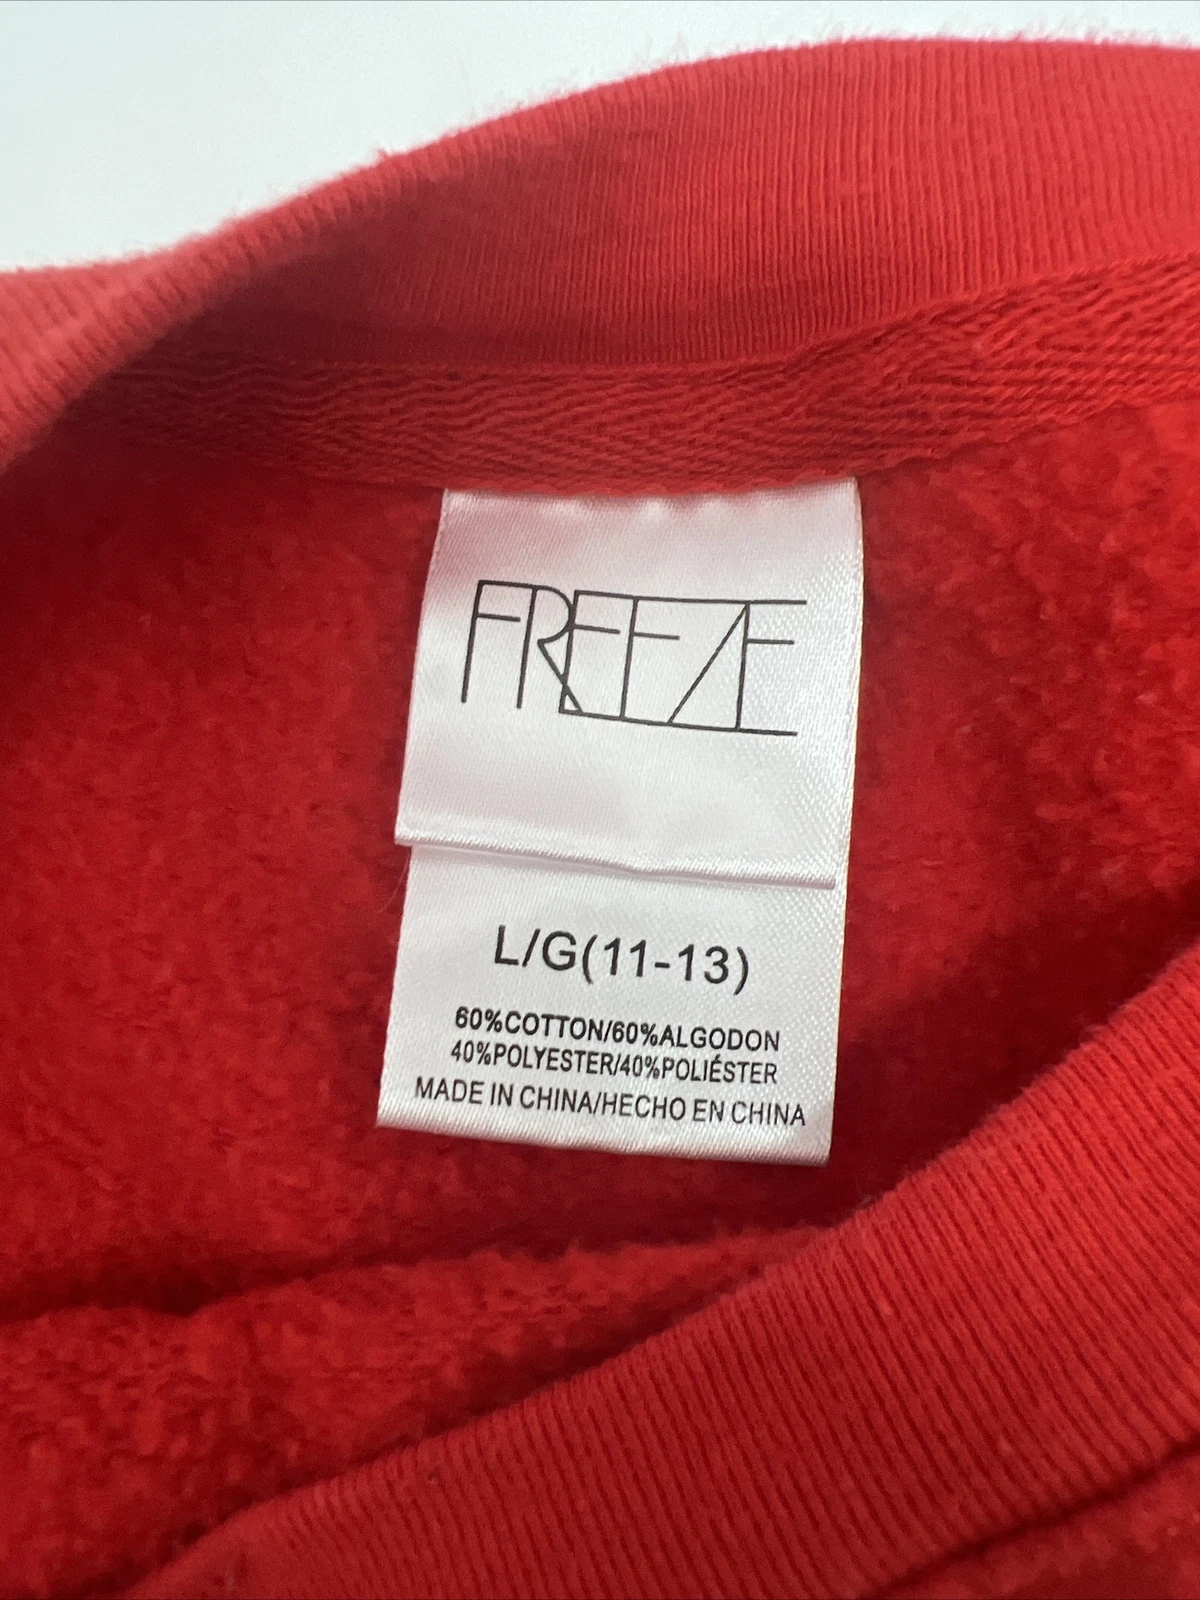 FREEZE
L/G(11-13)
60%COTTON/60%ALGODON
40%POLYESTER/40%POLIÉSTER
MADE IN CHINA/HECHO EN CHINA